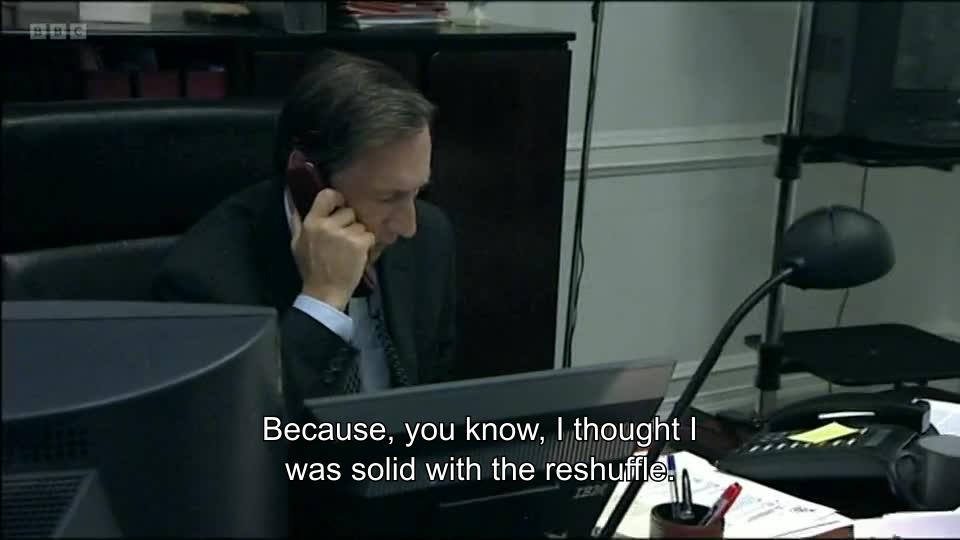 BBC
Because, you know, I thought I
was solid with the reshuffle.
IBM